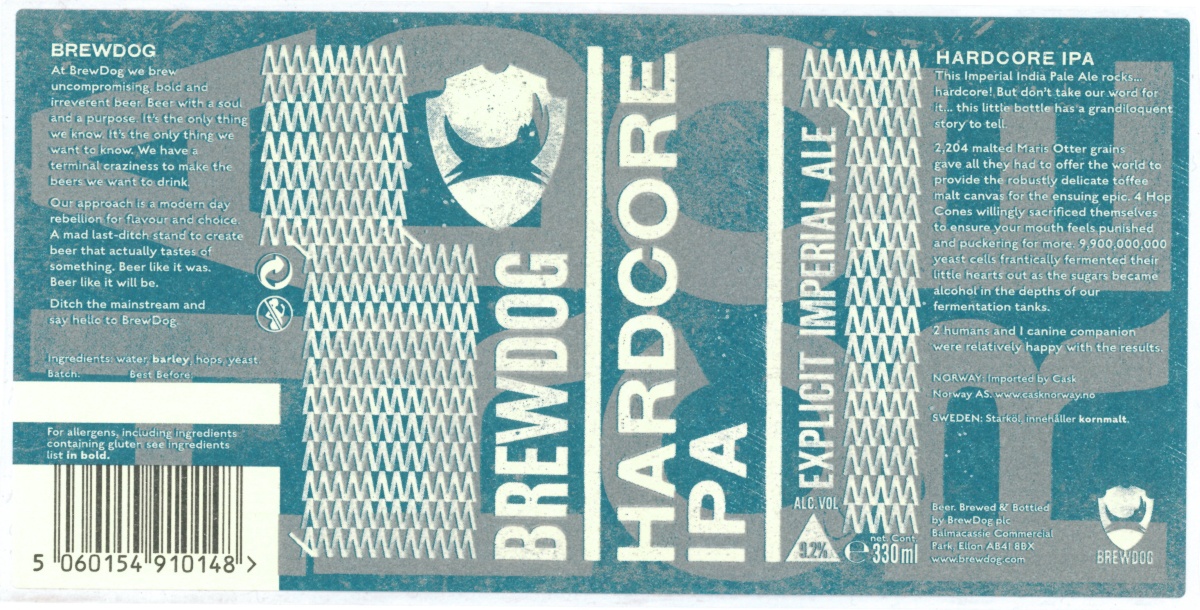 BREWDOG
At BrewDog we brew
uncompromising, bold and
irreverent beer. Beer with a soul
and a purpose. It's the only thing
we know. It's the only thing we
want to know. We have a
terminal craziness to make the
beers we want to drink.
Our approach is a modern day
rebellion for flavour and choice.
A mad last-ditch stand to create
beer that actually tastes of
something. Beer like it was.
Beer like it will be.
Ditch the mainstream and
say hello to BrewDog.
Ingredients: water, barley, hops, yeast.
Batch: Best Before:
For allergens, including ingredients
containing gluten see ingredients
list in bold.
5 060154 910148 >
BREWDOG
HARDCORE
IPA
EXPLICIT IMPERIAL ALE
ALC. VOL
9.2%
net. Cont.
e 330ml
HARDCORE IPA
This Imperial India Pale Ale rocks...
hardcore! But don't take our word for
it... this little bottle has a grandiloquent
story to tell.
2,204 malted Maris Otter grains
gave all they had to offer the world to
provide the robustly delicate toffee
malt canvas for the ensuing epic. 4 Hop
Cones willingly sacrificed themselves
to ensure your mouth feels punished
and puckering for more. 9,900,000,000
yeast cells frantically fermented their
little hearts out as the sugars became
alcohol in the depths of our
fermentation tanks.
2 humans and 1 canine companion
were relatively happy with the results.
NORWAY: Imported by Cask
Norway AS. www.casknorway.no
SWEDEN: Starköl, innehåller kornmalt.
Beer. Brewed & Bottled
by BrewDog plc
Balmacassie Commercial
Park, Ellon AB41 8BX
www.brewdog.com
BREWDOG